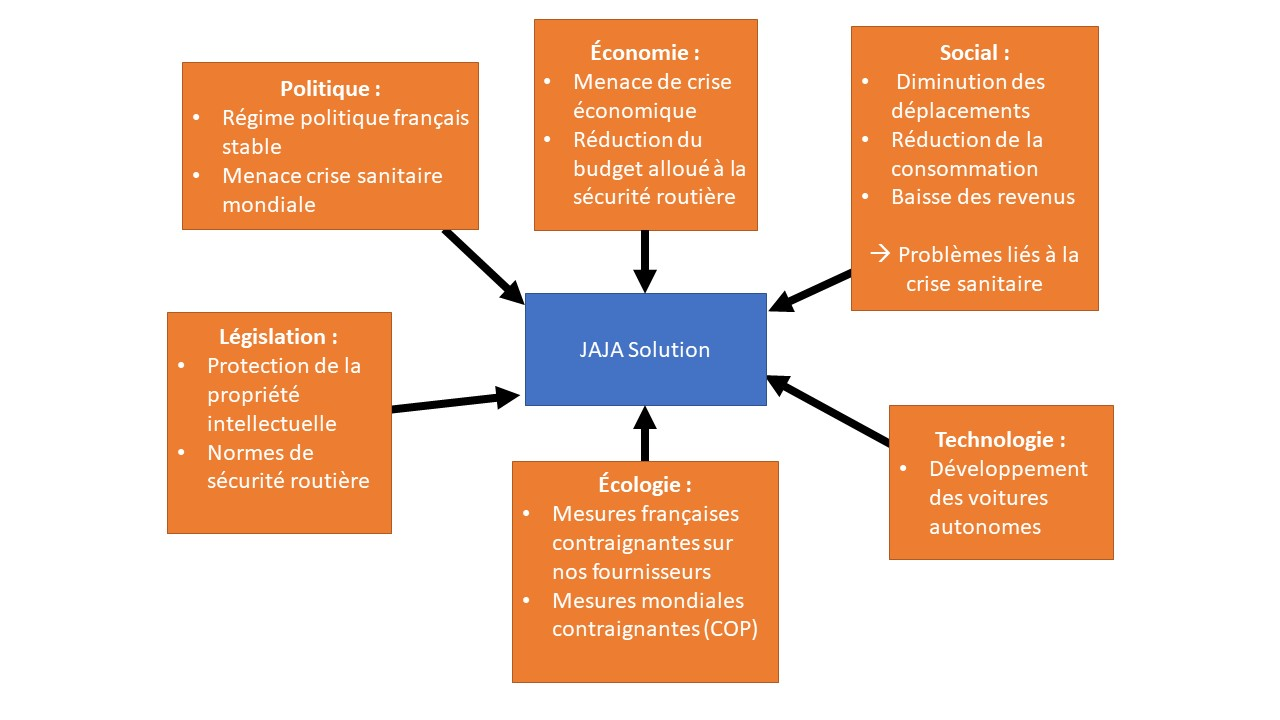 Politique :
• Régime politique français
stable
• Menace crise sanitaire
mondiale
Économie :
• Menace de crise
économique
• Réduction du
budget alloué à la
sécurité routière
Social :
• Diminution des
déplacements
• Réduction de la
consommation
• Baisse des revenus
→ Problèmes liés à la
crise sanitaire
JAJA Solution
Législation :
• Protection de la
propriété
intellectuelle
• Normes de
sécurité routière
Écologie :
• Mesures françaises
contraignantes sur
nos fournisseurs
• Mesures mondiales
contraignantes (COP)
Technologie :
• Développement
des voitures
autonomes